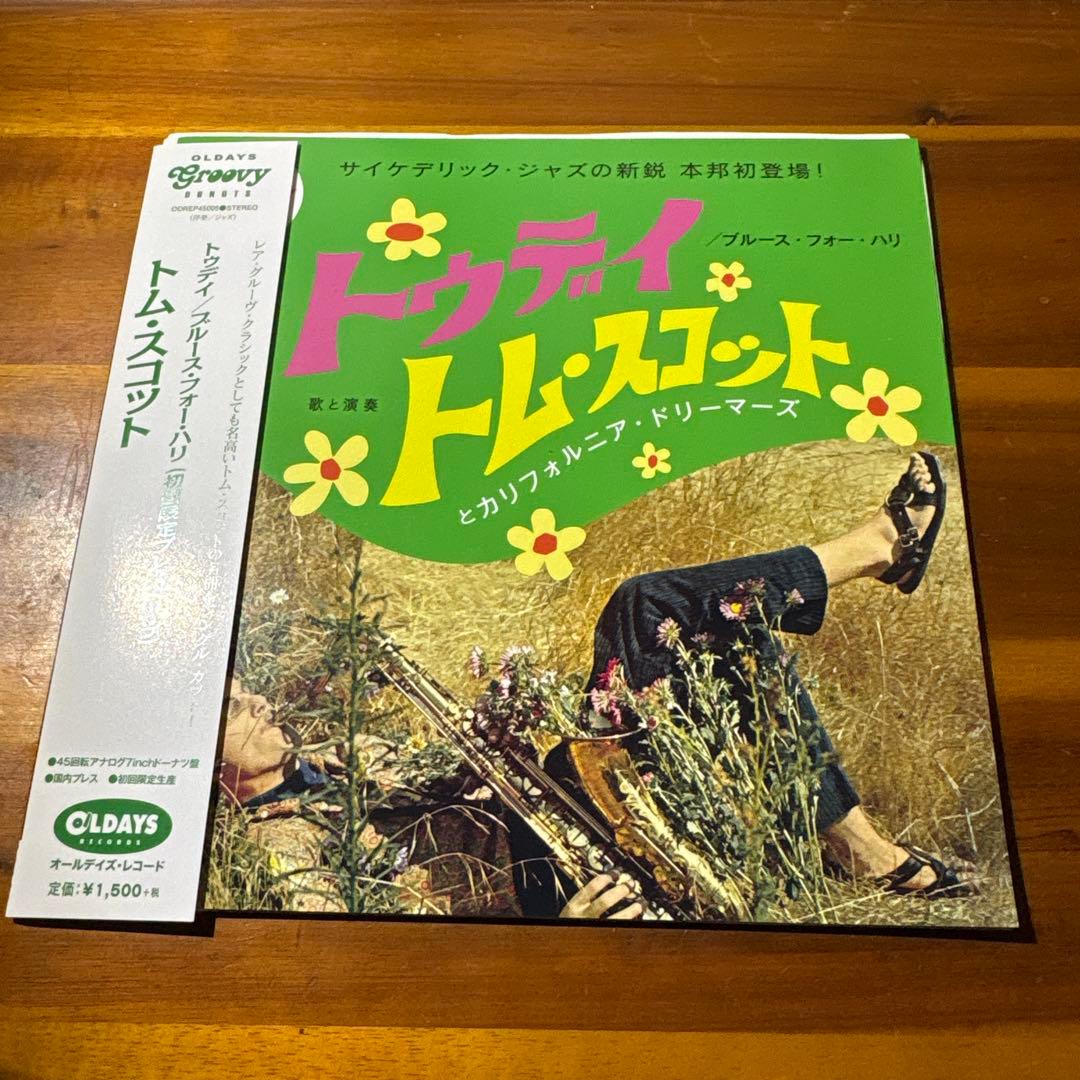 OLDAYS
Groovy
DONUTS
ODREP45005●STEREO
(洋楽/ジャズ)
レア・グルーヴ・クラシックとしても名高いトム・
トゥデイ/ブルース・フォー・ハリ
トム・スコット
●45回転アナログ7inchドーナツ盤
●国内プレス ●初回限定生産
OLDAYS
RECORDS
オールデイズ・レコード
定価:¥1,500+税
サイケデリック・ジャズの新鋭 本邦初登場!
トゥデイ
/ブルース・フォー・ハリ
歌と演奏
トム・スコット
とカリフォルニア・ドリーマーズ